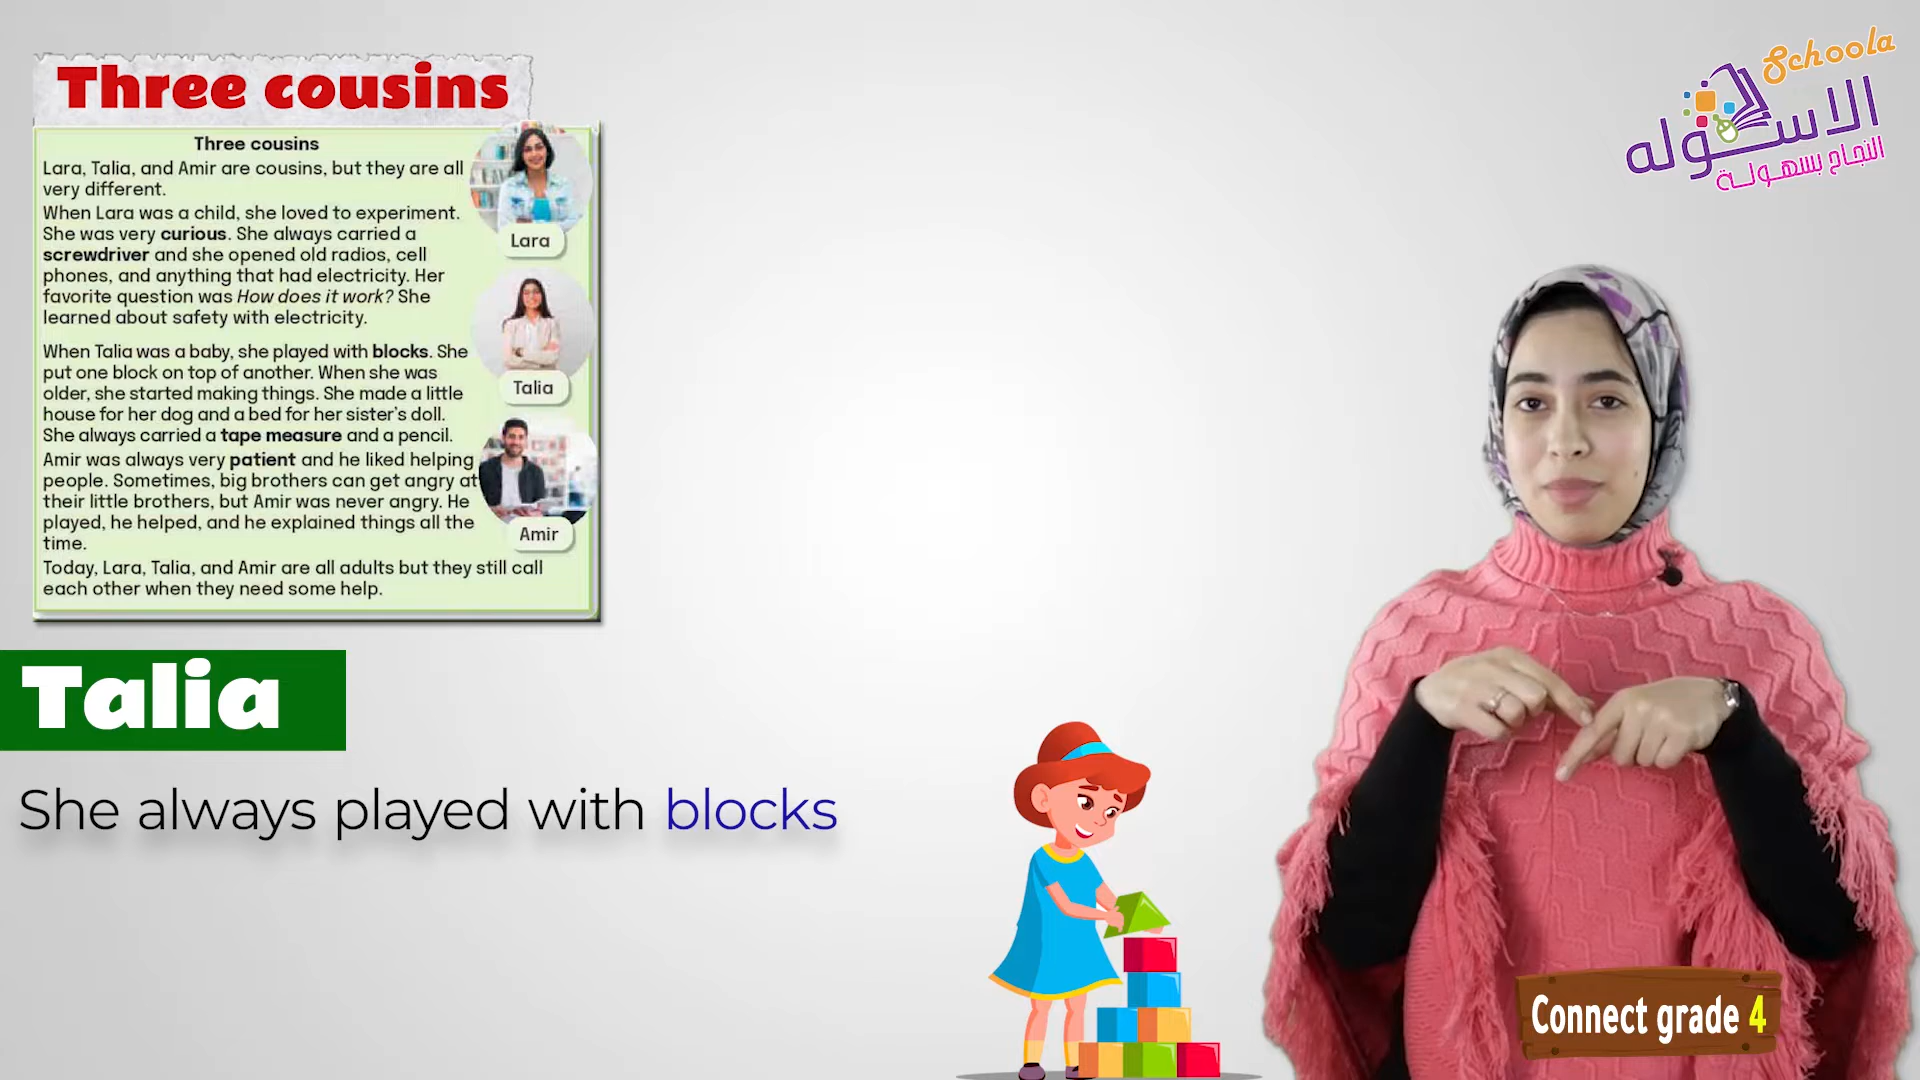 Three cousins
Three cousins
Lara, Talia, and Amir are cousins, but they are all
very different.
When Lara was a child, she loved to experiment.
She was very curious. She always carried a
screwdriver and she opened old radios, cell
phones, and anything that had electricity. Her
favorite question was How does it work? She
learned about safety with electricity.
Lara
When Talia was a baby, she played with blocks. She
put one block on top of another. When she was
older, she started making things. She made a little
house for her dog and a bed for her sister's doll.
She always carried a tape measure and a pencil.
Talia
Amir was always very patient and he liked helping
people. Sometimes, big brothers can get angry at
their little brothers, but Amir was never angry. He
played, he helped, and he explained things all the
time.
Amir
Today, Lara, Talia, and Amir are all adults but they still call
each other when they need some help.
Talia
She always played with blocks
Schoola
الاسكوله
النجاح بسهولة
Connect grade 4